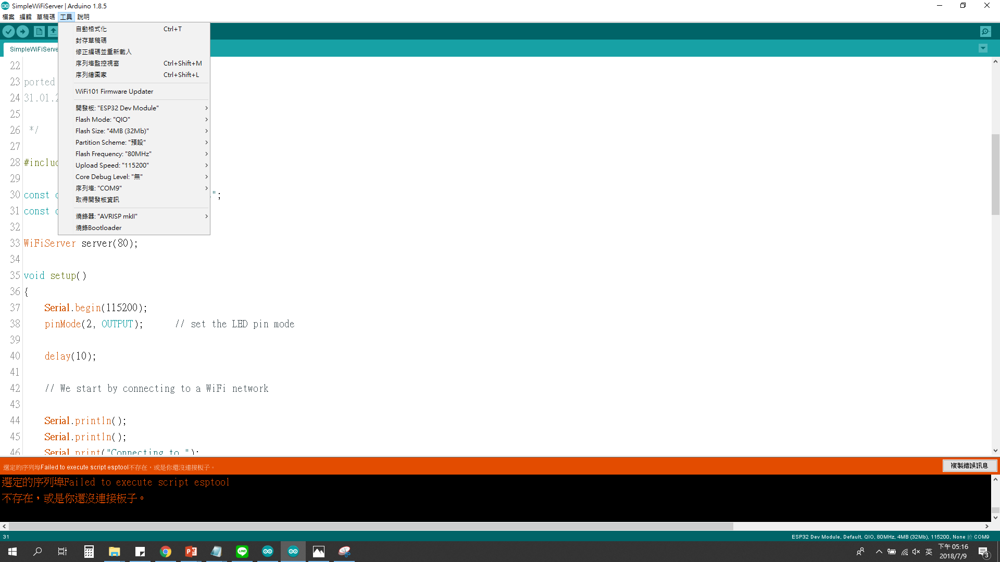 SimpleWiFiServer | Arduino 1.8.5
檔案 編輯 草稿碼 工具 說明
SimpleWiFiServe
自動格式化 Ctrl+T
封存草稿碼
修正編碼並重新載入
序列埠監控視窗 Ctrl+Shift+M
序列繪圖家 Ctrl+Shift+L
WiFi101 Firmware Updater
開發板: "ESP32 Dev Module"
Flash Mode: "QIO"
Flash Size: "4MB (32Mb)"
Partition Scheme: "預設"
Flash Frequency: "80MHz"
Upload Speed: "115200"
Core Debug Level: "無"
序列埠: "COM9"
取得開發板資訊
燒錄器: "AVRISP mkII"
燒錄Bootloader
22
23 ported
24 31.01.2
25
26 */
27
28 #includ
29
30 const c ";
31 const c
32
33 WiFiServer server(80);
34
35 void setup()
36 {
37 Serial.begin(115200);
38 pinMode(2, OUTPUT); // set the LED pin mode
39
40 delay(10);
41
42 // We start by connecting to a WiFi network
43
44 Serial.println();
45 Serial.println();
46 Serial.print("Connecting to ");
選定的序列埠Failed to execute script esptool不存在，或是你還沒連接板子。
複製錯誤訊息
選定的序列埠Failed to execute script esptool
不存在，或是你還沒連接板子。
31
ESP32 Dev Module, Default, QIO, 80MHz, 4MB (32Mb), 115200, None 於 COM9
LINE
英
下午 05:16
2018/7/9
3